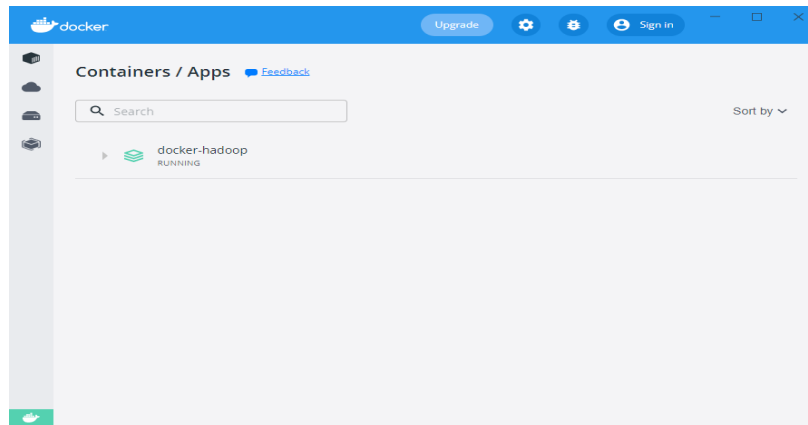 docker
Upgrade
Sign in
Containers / Apps Feedback
Search
Sort by
docker-hadoop
RUNNING